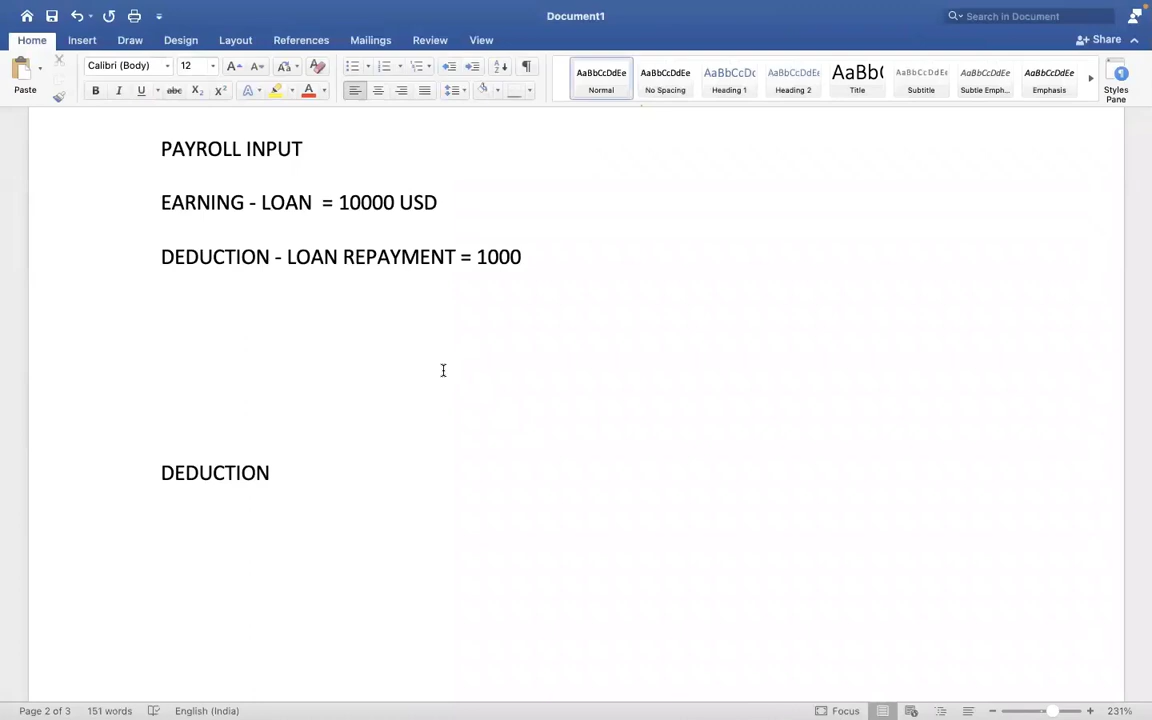 Document1
Search in Document
Home Insert Draw Design Layout References Mailings Review View
Share
Paste
Calibri (Body) 12
AaBbCcDdEe Normal
AaBbCcDdEe No Spacing
AaBbCcDc Heading 1
AaBbCcDdEe Heading 2
AaBbC( Title
AaBbCcDdEe Subtitle
AaBbCcDdEe Subtle Emph...
AaBbCcDdEe Emphasis
Styles Pane
PAYROLL INPUT
EARNING - LOAN = 10000 USD
DEDUCTION - LOAN REPAYMENT = 1000
DEDUCTION
Page 2 of 3 151 words English (India) Focus 231%